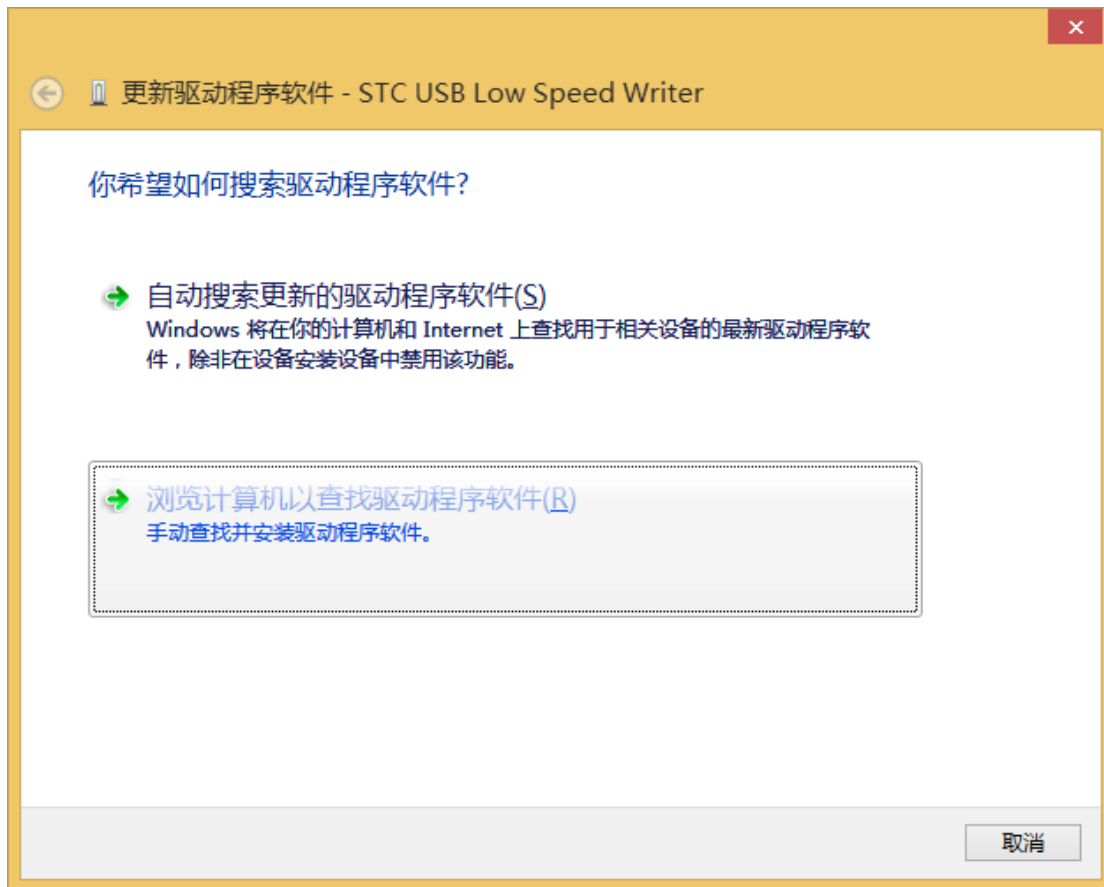 更新驱动程序软件 - STC USB Low Speed Writer
你希望如何搜索驱动程序软件?
自动搜索更新的驱动程序软件(S)
Windows 将在你的计算机和 Internet 上查找用于相关设备的最新驱动程序软
件，除非在设备安装设备中禁用该功能。
浏览计算机以查找驱动程序软件(R)
手动查找并安装驱动程序软件。
取消